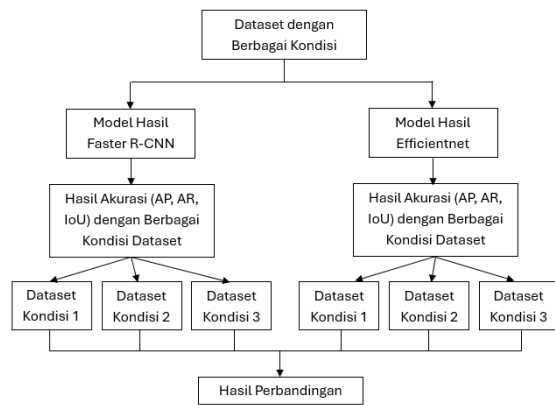 Dataset dengan
Berbagai Kondisi
Model Hasil
Faster R-CNN
Model Hasil
Efficientnet
Hasil Akurasi (AP, AR,
IoU) dengan Berbagai
Kondisi Dataset
Hasil Akurasi (AP, AR,
IoU) dengan Berbagai
Kondisi Dataset
Dataset
Kondisi 1
Dataset
Kondisi 2
Dataset
Kondisi 3
Dataset
Kondisi 1
Dataset
Kondisi 2
Dataset
Kondisi 3
Hasil Perbandingan